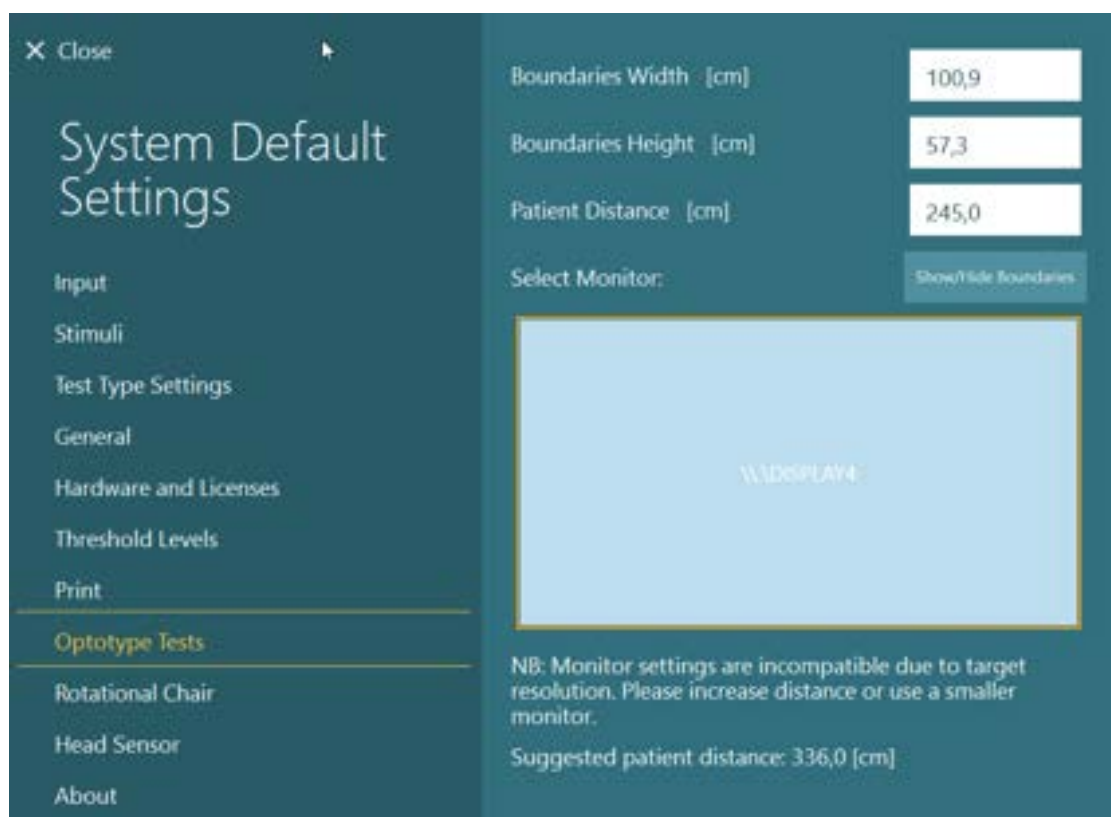 ✕ Close
System Default
Settings
Input
Stimuli
Test Type Settings
General
Hardware and Licenses
Threshold Levels
Print
Optotype Tests
Rotational Chair
Head Sensor
About
Boundaries Width [cm] 100,9
Boundaries Height [cm] 57,3
Patient Distance [cm] 245,0
Select Monitor: Show/Hide Boundaries
\\.\DISPLAY4
NB: Monitor settings are incompatible due to target
resolution. Please increase distance or use a smaller
monitor.
Suggested patient distance: 336,0 [cm]